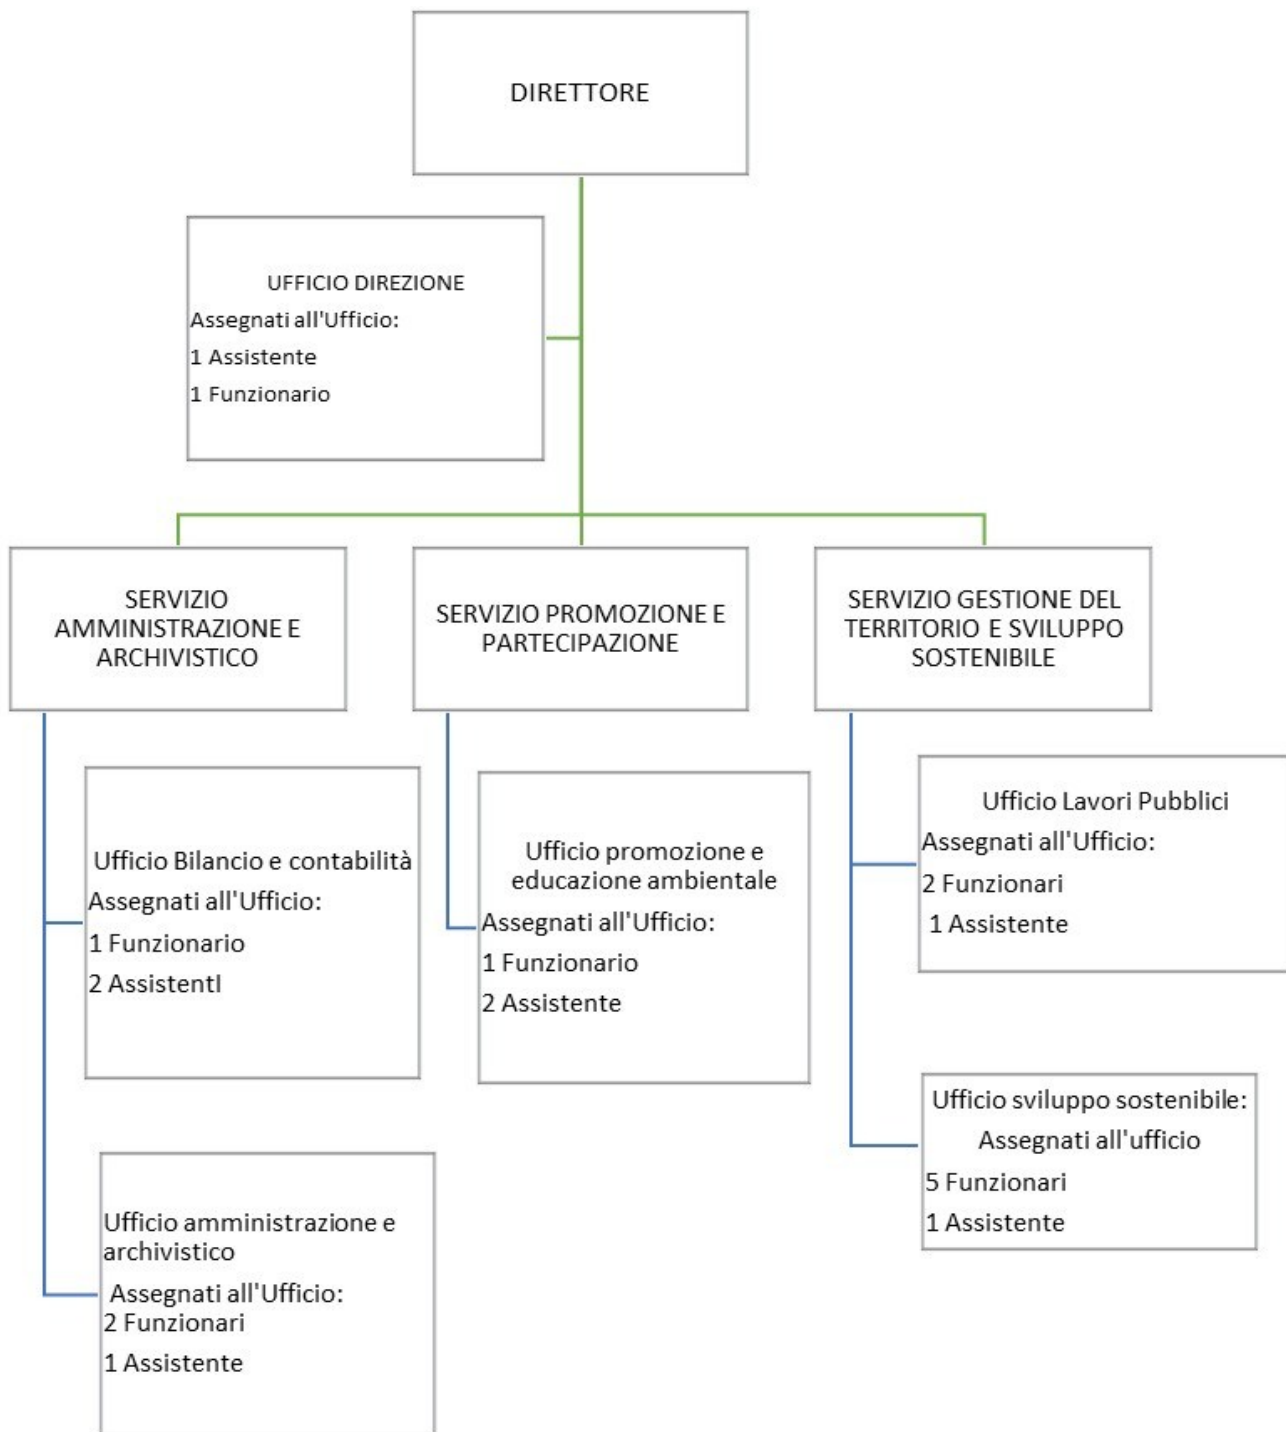 DIRETTORE
UFFICIO DIREZIONE
Assegnati all'Ufficio:
1 Assistente
1 Funzionario
SERVIZIO
AMMINISTRAZIONE E
ARCHIVISTICO
SERVIZIO PROMOZIONE E
PARTECIPAZIONE
SERVIZIO GESTIONE DEL
TERRITORIO E SVILUPPO
SOSTENIBILE
Ufficio Bilancio e contabilità
Assegnati all'Ufficio:
1 Funzionario
2 AssistentI
Ufficio amministrazione e
archivistico
Assegnati all'Ufficio:
2 Funzionari
1 Assistente
Ufficio promozione e
educazione ambientale
Assegnati all'Ufficio:
1 Funzionario
2 Assistente
Ufficio Lavori Pubblici
Assegnati all'Ufficio:
2 Funzionari
1 Assistente
Ufficio sviluppo sostenibile:
Assegnati all'ufficio
5 Funzionari
1 Assistente